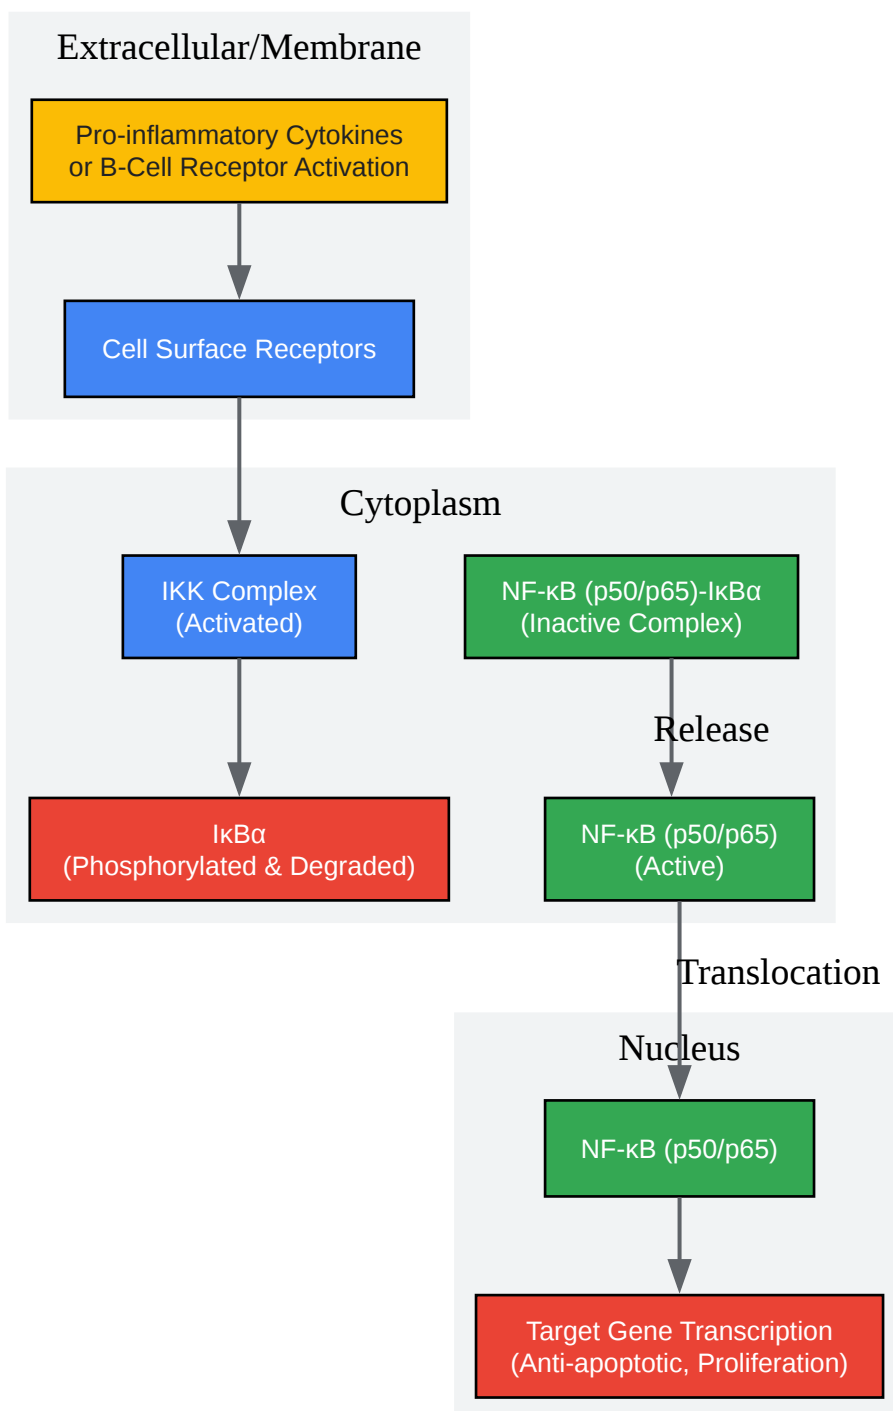 Extracellular/Membrane
Pro-inflammatory Cytokines
or B-Cell Receptor Activation
Cell Surface Receptors
Cytoplasm
IKK Complex
(Activated)
NF-κB (p50/p65)-IκBα
(Inactive Complex)
Release
IκBα
(Phosphorylated & Degraded)
NF-κB (p50/p65)
(Active)
Translocation
Nucleus
NF-κB (p50/p65)
Target Gene Transcription
(Anti-apoptotic, Proliferation)